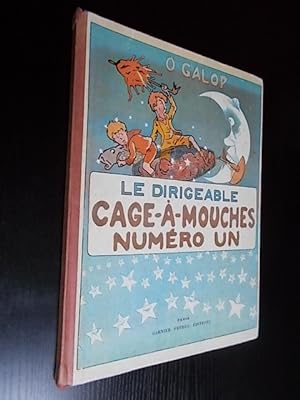 O GALOP
LE DIRIGEABLE
CAGE-À-MOUCHES
NUMÉRO UN
PARIS
GARNIER FRÈRES, ÉDITEURS